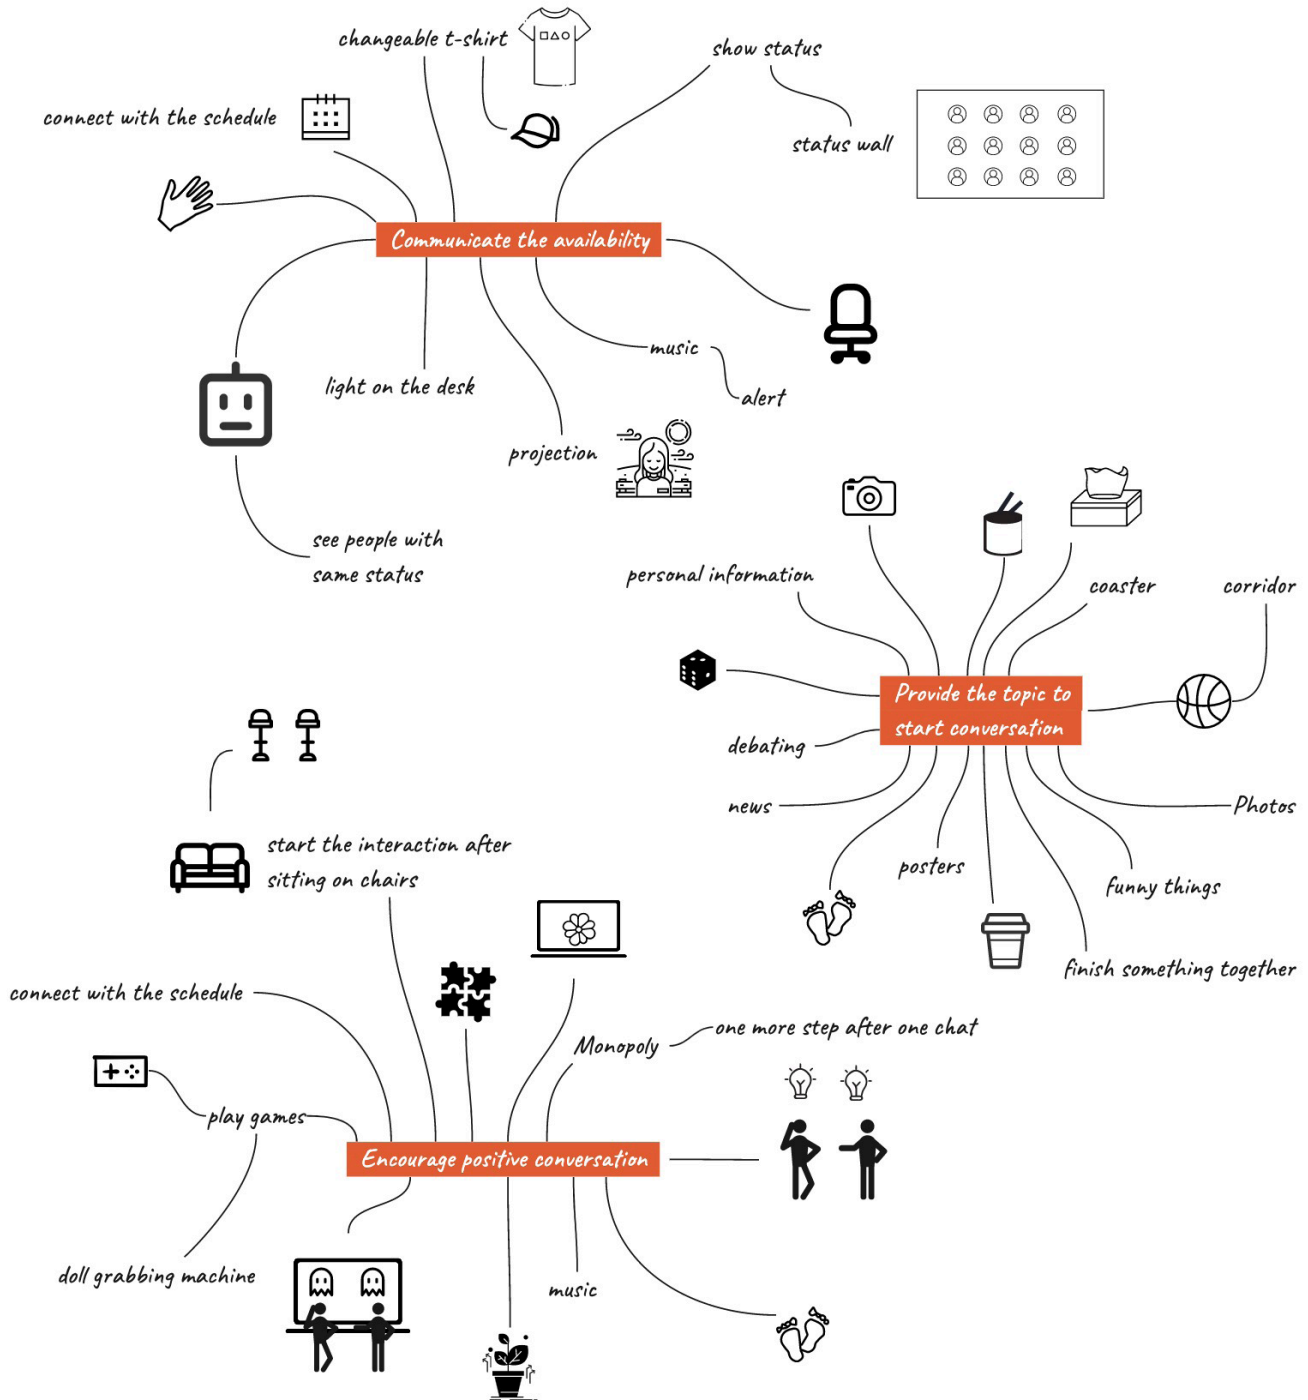 changeable t-shirt
show status
connect with the schedule
status wall
Communicate the availability
music
light on the desk
alert
projection
see people with
same status
personal information
coaster
corridor
Provide the topic to
start conversation
debating
news
Photos
posters
funny things
finish something together
start the interaction after
sitting on chairs
connect with the schedule
Monopoly
one more step after one chat
play games
Encourage positive conversation
doll grabbing machine
music